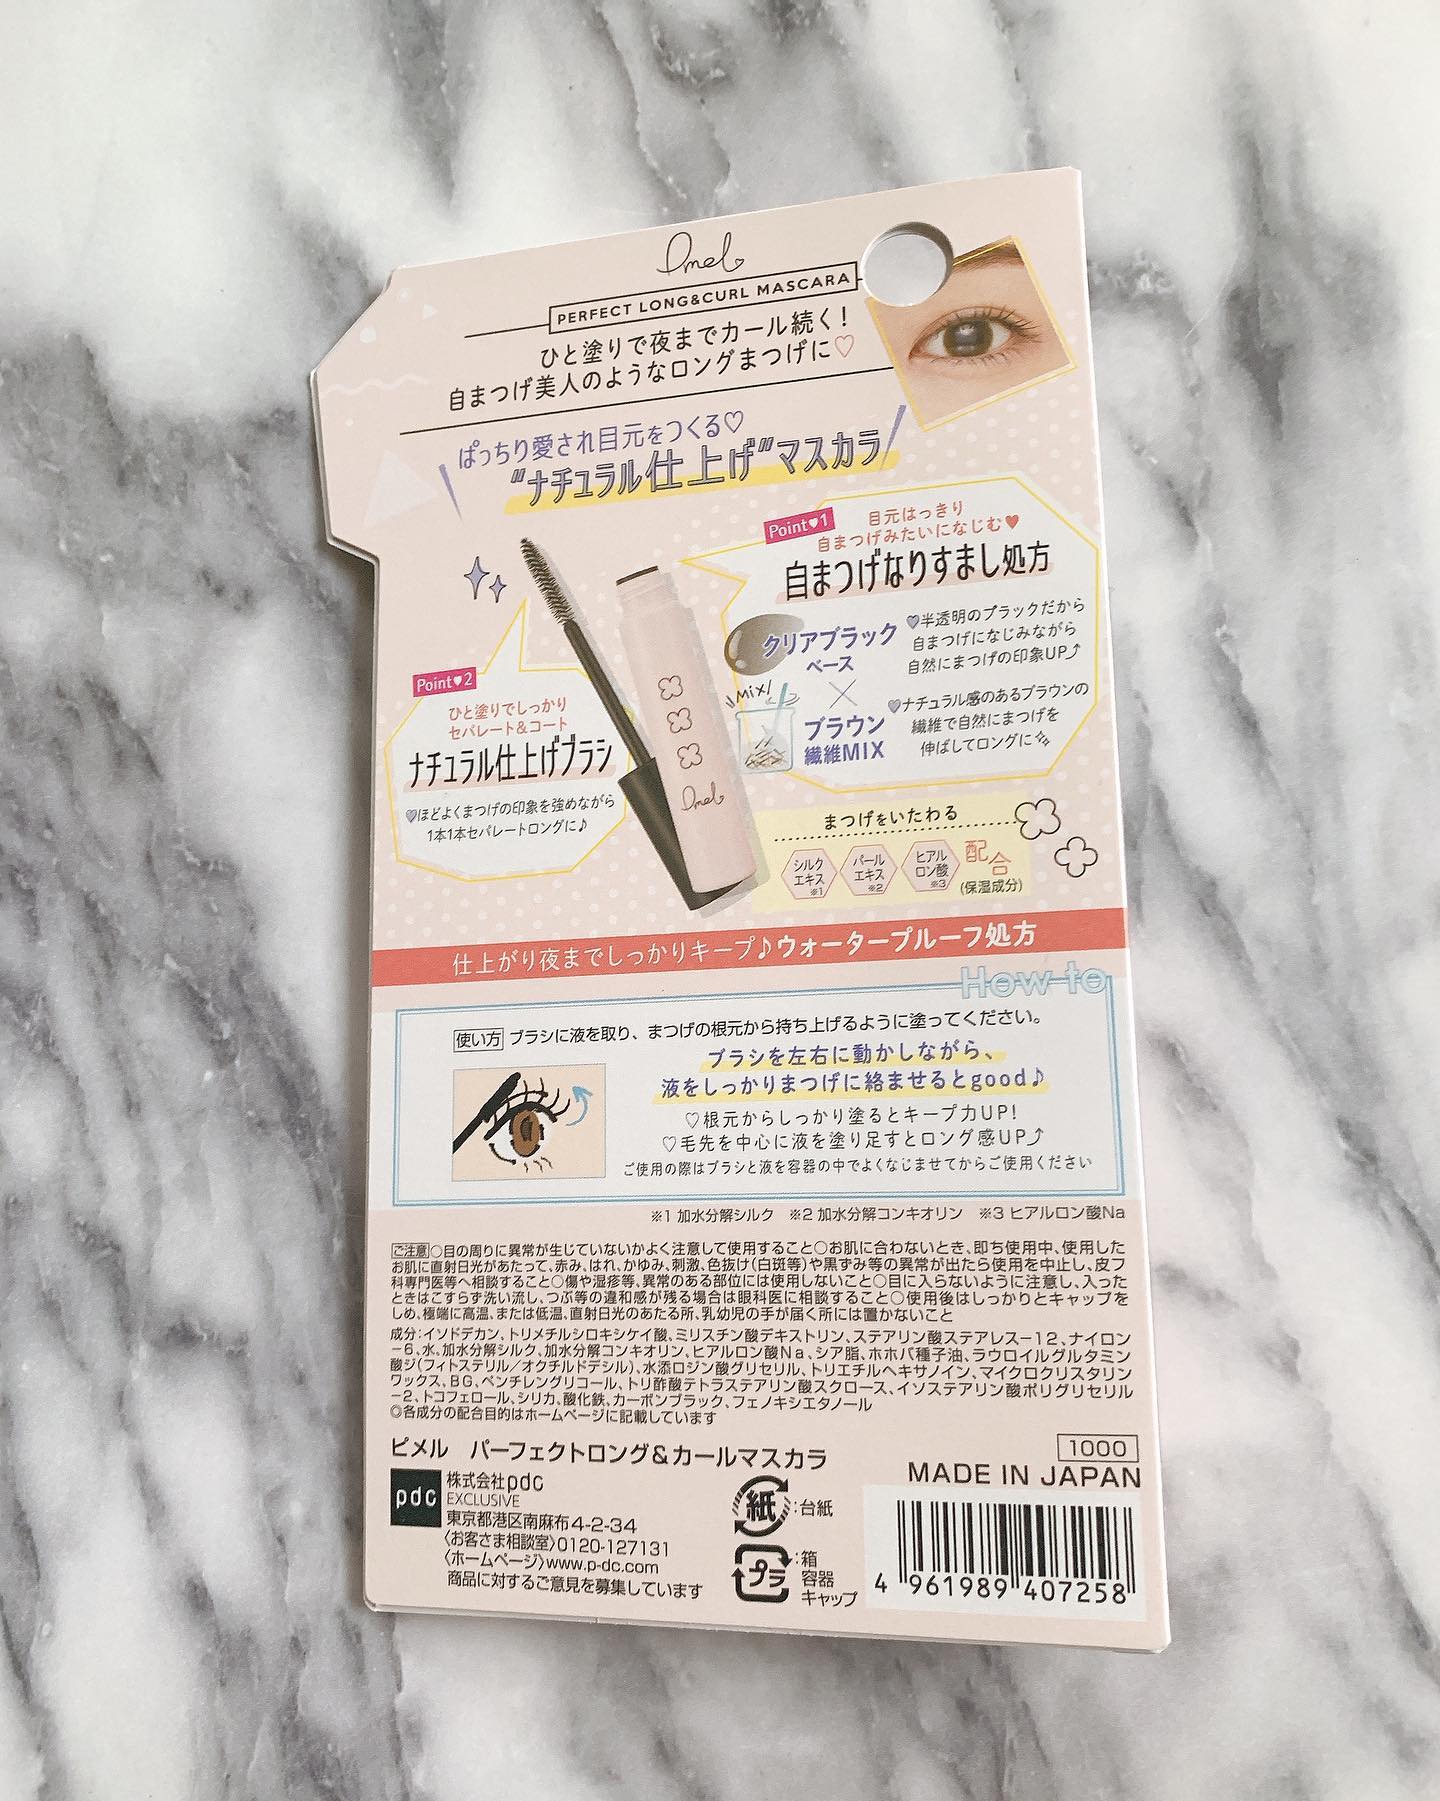 Pimel
PERFECT LONG&CURL MASCARA
ひと塗りで夜までカール続く!
自まつげ美人のようなロングまつげに♡
ぱっちり愛され目元をつくる♡
"ナチュラル仕上げ"マスカラ
Point♥1
目元はっきり
自まつげみたいになじむ♥
自まつげなりすまし処方
クリアブラック
ベース
♥半透明のブラックだから
自まつげになじみながら
自然にまつげの印象UP⤴
Mix!
×
ブラウン
繊維MIX
♥ナチュラル感のあるブラウンの
繊維で自然にまつげを
伸ばしてロングに✨
Point♥2
ひと塗りでしっかり
セパレート&コート
ナチュラル仕上げブラシ
♥ほどよくまつげの印象を強めながら
1本1本セパレートロングに♪
Pimel
まつげをいたわる
シルク
エキス
※1
パール
エキス
※2
ヒアル
ロン酸
※3
配合
(保湿成分)
仕上がり夜までしっかりキープ♪ウォータープルーフ処方
How to
使い方 ブラシに液を取り、まつげの根元から持ち上げるように塗ってください。
ブラシを左右に動かしながら、
液をしっかりまつげに絡ませるとgood♪
♡根元からしっかり塗るとキープ力UP!
♡毛先を中心に液を塗り足すとロング感UP⤴
ご使用の際はブラシと液を容器の中でよくなじませてからご使用ください
※1 加水分解シルク ※2 加水分解コンキオリン ※3 ヒアルロン酸Na
ご注意○目の周りに異常が生じていないかよく注意して使用すること○お肌に合わないとき、即ち使用中、使用した
お肌に直射日光があたって、赤み、はれ、かゆみ、刺激、色抜け(白斑等)や黒ずみ等の異常が出たら使用を中止し、皮フ
科専門医等へ相談すること○傷や湿疹等、異常のある部位には使用しないこと○目に入らないように注意し、入った
ときはこすらず洗い流し、つぶ等の違和感が残る場合は眼科医に相談すること○使用後はしっかりとキャップを
しめ、極端に高温、または低温、直射日光のあたる所、乳幼児の手が届く所には置かないこと
成分:イソドデカン、トリメチルシロキシケイ酸、ミリスチン酸デキストリン、ステアリン酸ステアレス-12、ナイロン
-6、水、加水分解シルク、加水分解コンキオリン、ヒアルロン酸Na、シア脂、ホホバ種子油、ラウロイルグルタミン
酸ジ(フィトステリル/オクチルドデシル)、水添ロジン酸グリセリル、トリエチルヘキサノイン、マイクロクリスタリン
ワックス、BG、ペンチレングリコール、トリ酢酸テトラステアリン酸スクロース、イソステアリン酸ポリグリセリル
-2、トコフェロール、シリカ、酸化鉄、カーボンブラック、フェノキシエタノール
◎各成分の配合目的はホームページに記載しています
ピメル パーフェクトロング&カールマスカラ
1000
MADE IN JAPAN
pdc
株式会社pdc
EXCLUSIVE
東京都港区南麻布4-2-34
〈お客さま相談室〉0120-127131
〈ホームページ〉www.p-dc.com
商品に対するご意見を募集しています
紙 :台紙
プラ :箱
容器
キャップ
4 961989 407258